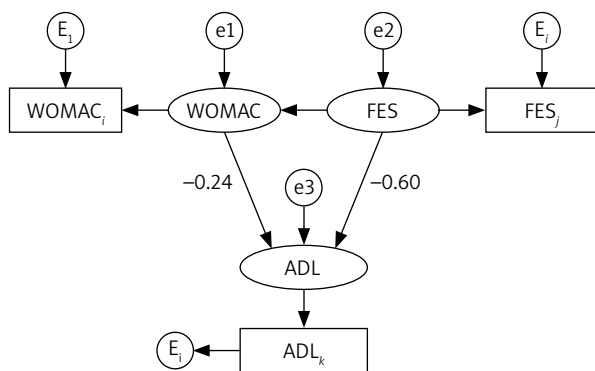 E₁ e1 e2 Eᵢ
WOMACᵢ WOMAC FES FESⱼ
−0.24 e3 −0.60
ADL
Eᵢ ADLₖ